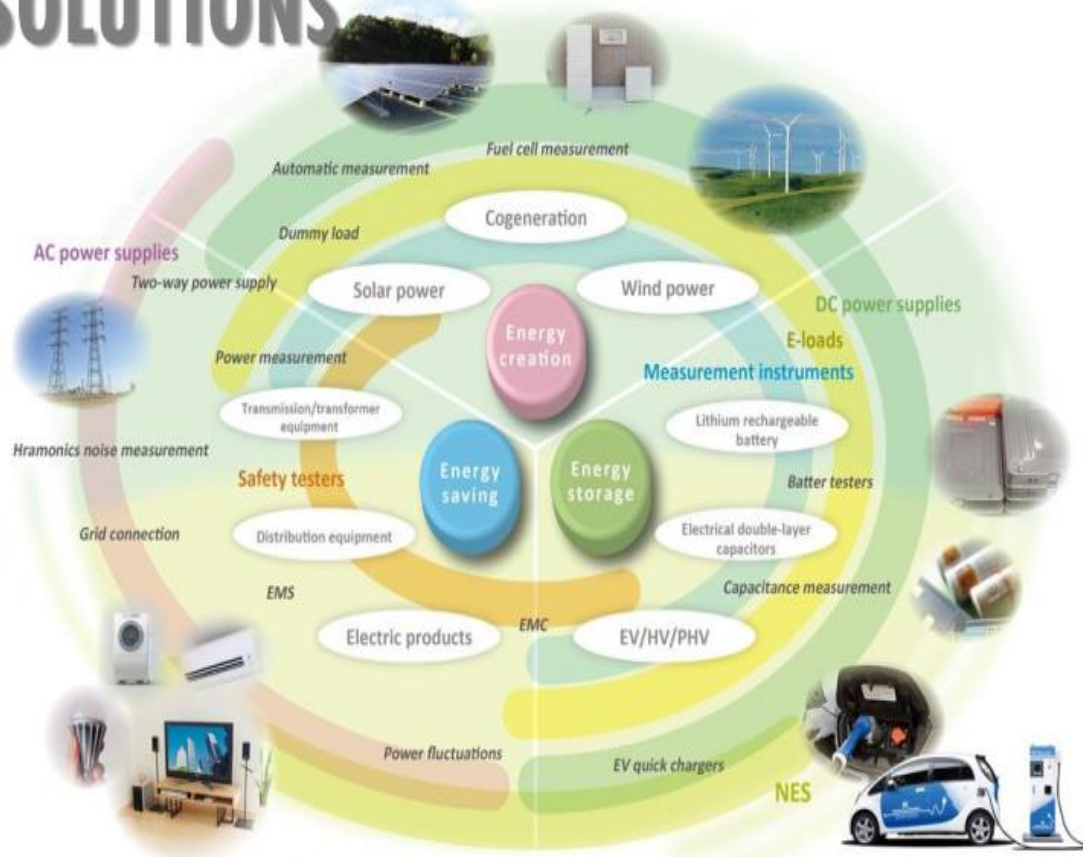 SOLUTIONS
Fuel cell measurement
Automatic measurement
Cogeneration
Dummy load
AC power supplies
Two-way power supply
Solar power
Wind power
DC power supplies
Energy
creation
E-loads
Power measurement
Measurement instruments
Transmission/transformer
equipment
Lithium rechargeable
battery
Hramonics noise measurement
Safety testers
Energy
saving
Energy
storage
Batter testers
Grid connection
Distribution equipment
Electrical double-layer
capacitors
EMS
Capacitance measurement
EMC
Electric products
EV/HV/PHV
Power fluctuations
EV quick chargers
NES